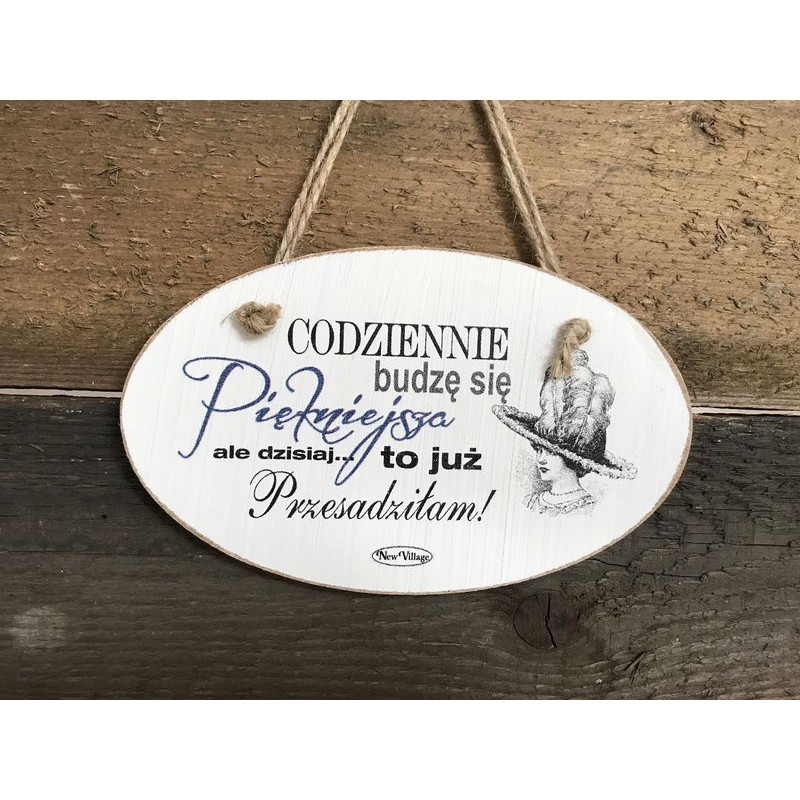 CODZIENNIE
budzę się
Piękniejsza
ale dzisiaj... to już
Przesadziłam!
New Village